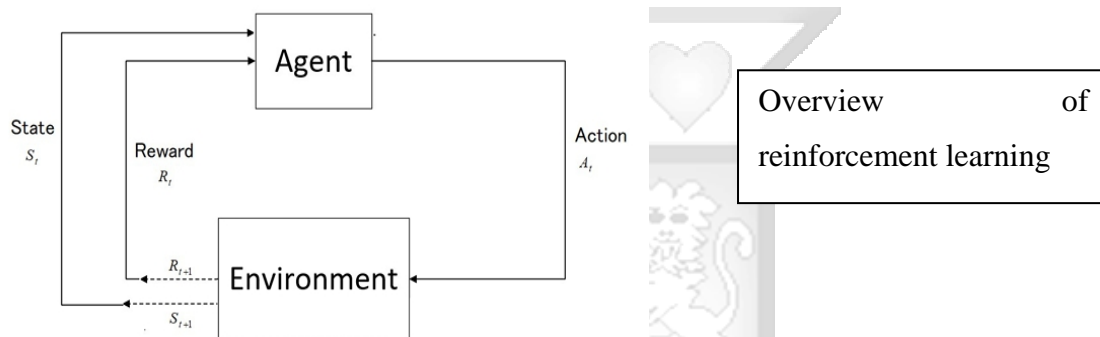 Agent
State
S_t
Reward
R_t
Action
A_t
R_{t+1}
Environment
S_{t+1}
Overview of
reinforcement learning